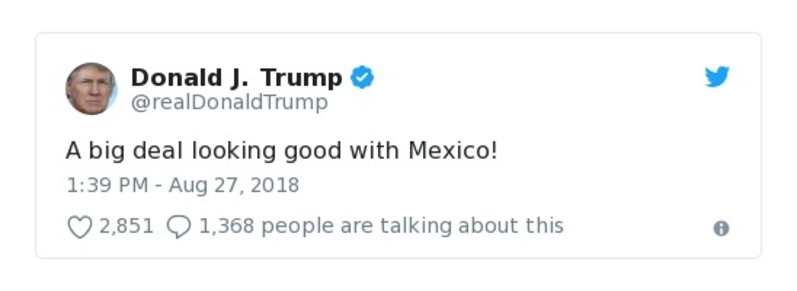 Donald J. Trump
@realDonaldTrump
A big deal looking good with Mexico!
1:39 PM - Aug 27, 2018
2,851 1,368 people are talking about this